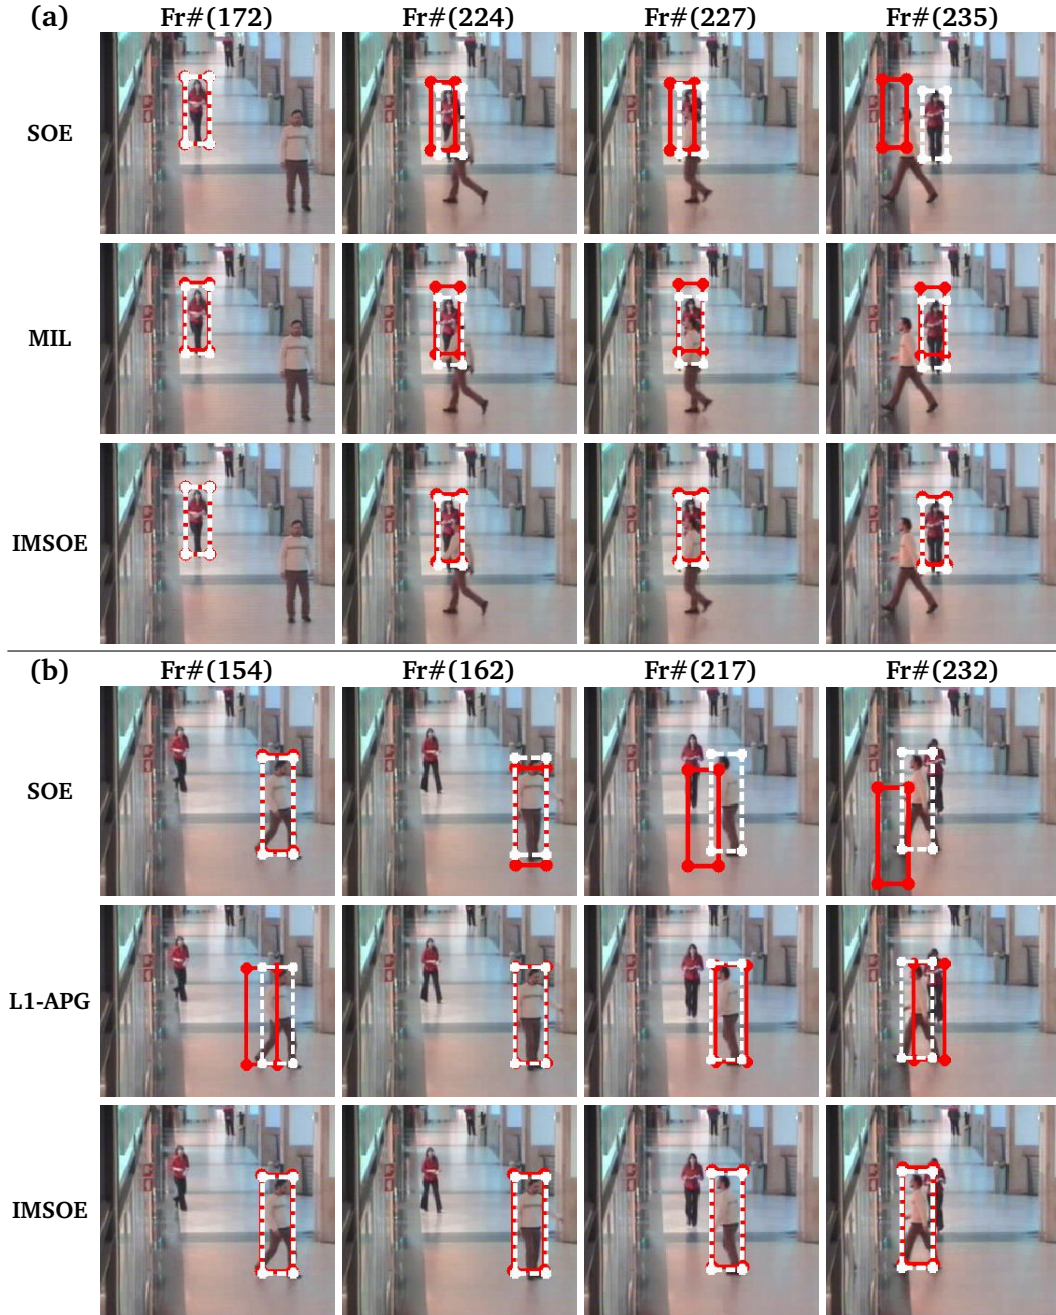 (a) Fr#(172) Fr#(224) Fr#(227) Fr#(235)
SOE
MIL
IMSOE
(b) Fr#(154) Fr#(162) Fr#(217) Fr#(232)
SOE
L1-APG
IMSOE